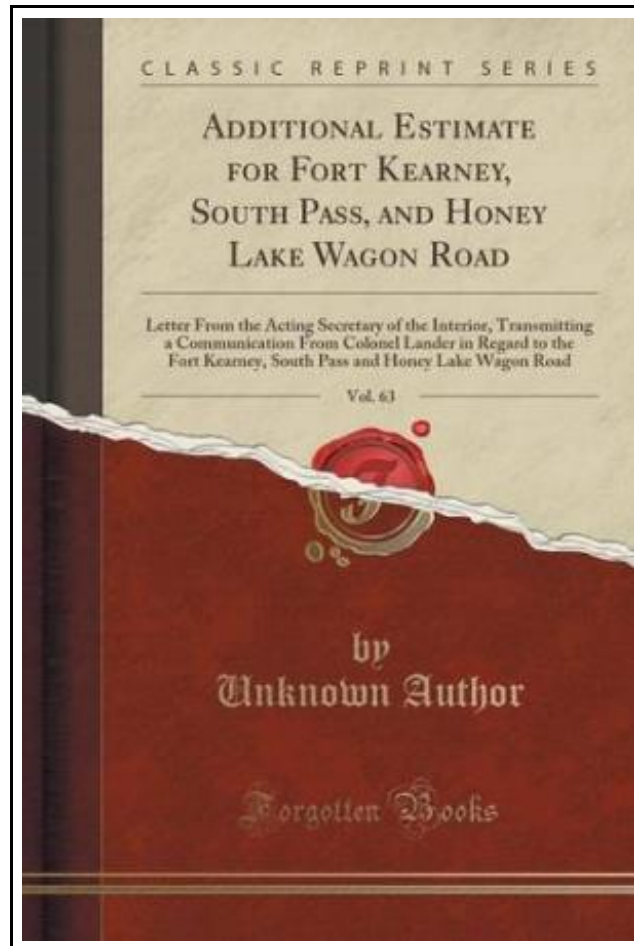 CLASSIC REPRINT SERIES
ADDITIONAL ESTIMATE
FOR FORT KEARNEY,
SOUTH PASS, AND HONEY
LAKE WAGON ROAD
Letter From the Acting Secretary of the Interior, Transmitting
a Communication From Colonel Lander in Regard to the
Fort Kearney, South Pass and Honey Lake Wagon Road
Vol. 63
by
Unknown Author
Forgotten Books